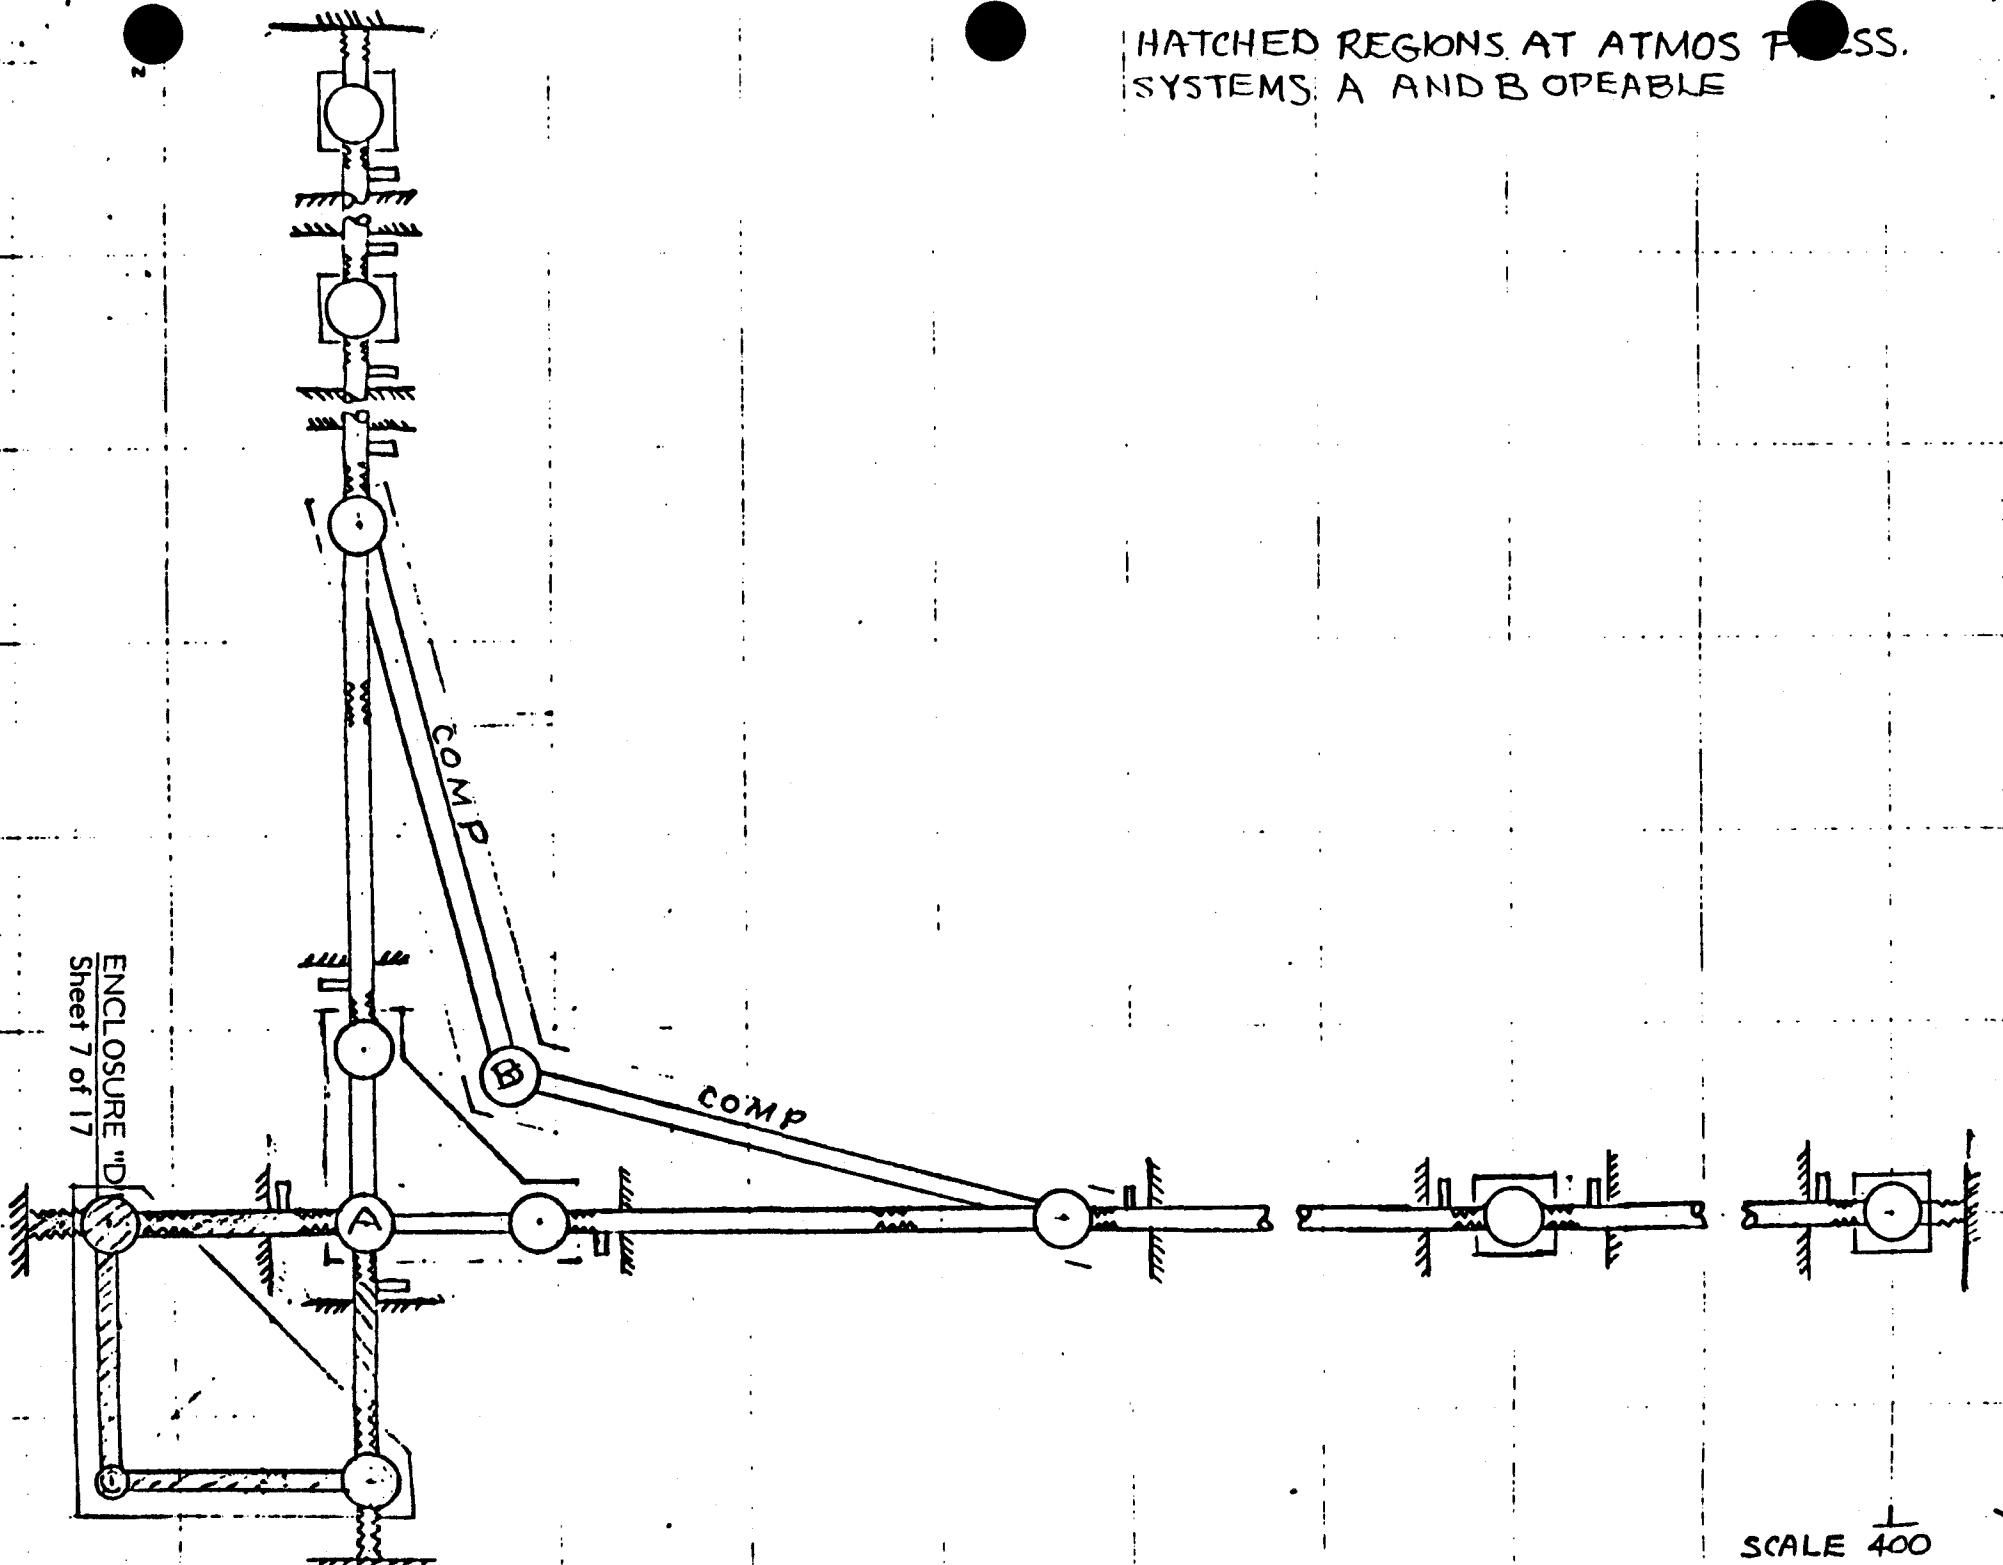 HATCHED REGIONS AT ATMOS
SYSTEMS A AND B OPEABLE
COMP
B
COMP
ENCLOSURE "D
Sheet 7 of 17
A
SCALE 1/400